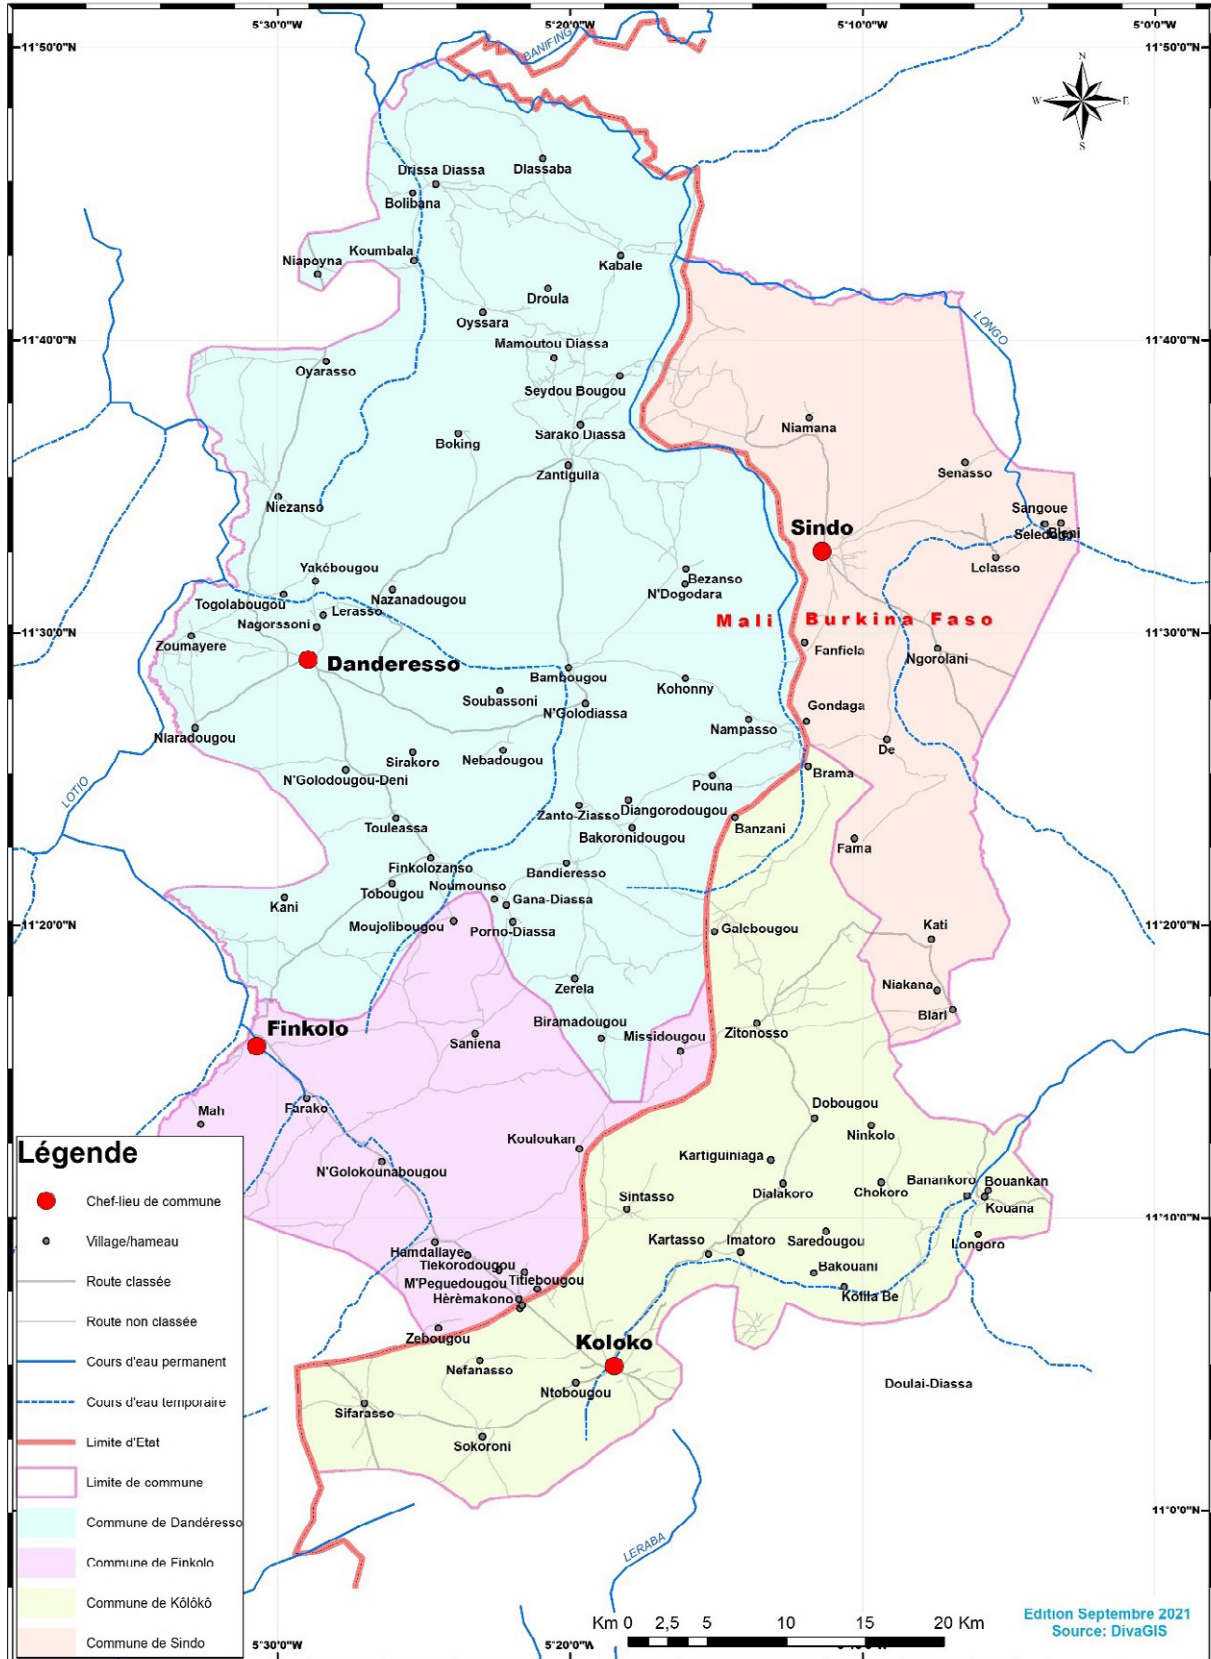 5°30'0"W
5°20'0"W
5°10'0"W
5°0'0"W
11°50'0"N
11°50'0"N
BANIFING
N
W
E
S
Drissa Diassa
Diassaba
Bolibana
Koumbala
Niapoyna
Kabale
Droula
Oyssara
LONGO
11°40'0"N
11°40'0"N
Mamoutou Diassa
Oyarasso
Seydou Bougou
Niamana
Boking
Sarako Diassa
Zantiguila
Senasso
Niezanso
Sangoue
Sindo
Seledogo
Bleni
Lelasso
Yakébougou
Bezanso
Togolabougou
Nazanadougou
N'Dogodara
Lerasso
Nagorssoni
Mali
Burkina Faso
11°30'0"N
11°30'0"N
Zoumayere
Fanfiela
Ngorolani
Danderesso
Bambougou
Kohonny
Soubassoni
N'Golodiassa
Gondaga
Nampasso
Niaradougou
De
Sirakoro
Nebadougou
N'Golodougou-Deni
Brama
Pouna
LOTIO
Diangorodougou
Zanto-Ziasso
Banzani
Touleassa
Bakoronidougou
Fama
Finkolozanso
Bandieresso
Tobougou
Noumounso
Gana-Diassa
Kani
11°20'0"N
11°20'0"N
Moujolibougou
Porno-Diassa
Galebougou
Kati
Zerela
Niakana
Blari
Finkolo
Biramadougou
Missidougou
Zitonosso
Saniena
Farako
Mah
Dobougou
Ninkolo
Kouloukan
Légende
Kartiguiniaga
N'Golokounabougou
Banankoro
Bouankan
Chef-lieu de commune
Sintasso
Dialakoro
Chokoro
Kouana
11°10'0"N
Village/hameau
Hamdallaye
Kartasso
Imatoro
Saredougou
Longoro
Tiekorodougou
Bakouani
Route classée
M'Peguedougou
Titiebougou
Kolila Be
Hèrèmakono
Route non classée
Zebougou
Koloko
Cours d'eau permanent
Nefanasso
Doulai-Diassa
Ntobougou
Cours d'eau temporaire
Sifarasso
Limite d'Etat
Sokoroni
Limite de commune
11°0'0"N
Commune de Dandéresso
LERABA
Commune de Finkolo
Commune de Kôlôkô
Km 0 2,5 5 10 15 20 Km
Edition Septembre 2021
Source: DivaGIS
Commune de Sindo
5°30'0"W
5°20'0"W